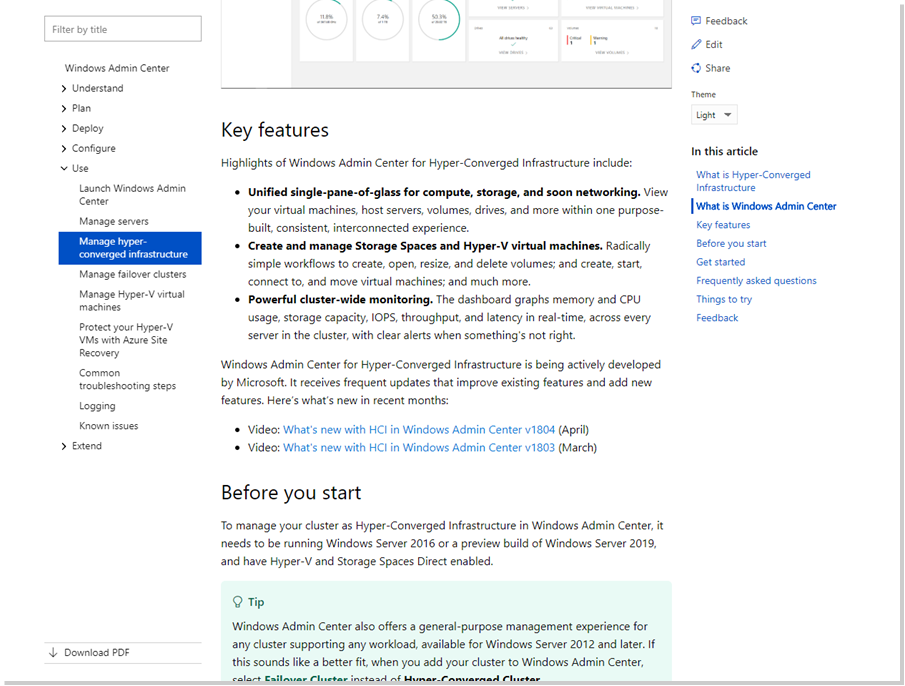 Filter by title
Windows Admin Center
Understand
Plan
Deploy
Configure
Use
Launch Windows Admin
Center
Manage servers
Manage hyper-
converged infrastructure
Manage failover clusters
Manage Hyper-V virtual
machines
Protect your Hyper-V
VMs with Azure Site
Recovery
Common
troubleshooting steps
Logging
Known issues
Extend
Download PDF
11.8%
7.4%
50.3%
VIEW SERVERS
VIEW VIRTUAL MACHINES
All drives healthy
VIEW DRIVES
Critical
1
Warning
1
VIEW VOLUMES
Key features
Highlights of Windows Admin Center for Hyper-Converged Infrastructure include:
• Unified single-pane-of-glass for compute, storage, and soon networking. View
your virtual machines, host servers, volumes, drives, and more within one purpose-
built, consistent, interconnected experience.
• Create and manage Storage Spaces and Hyper-V virtual machines. Radically
simple workflows to create, open, resize, and delete volumes; and create, start,
connect to, and move virtual machines; and much more.
• Powerful cluster-wide monitoring. The dashboard graphs memory and CPU
usage, storage capacity, IOPS, throughput, and latency in real-time, across every
server in the cluster, with clear alerts when something's not right.
Windows Admin Center for Hyper-Converged Infrastructure is being actively developed
by Microsoft. It receives frequent updates that improve existing features and add new
features. Here's what's new in recent months:
• Video: What's new with HCI in Windows Admin Center v1804 (April)
• Video: What's new with HCI in Windows Admin Center v1803 (March)
Before you start
To manage your cluster as Hyper-Converged Infrastructure in Windows Admin Center, it
needs to be running Windows Server 2016 or a preview build of Windows Server 2019,
and have Hyper-V and Storage Spaces Direct enabled.
Tip
Windows Admin Center also offers a general-purpose management experience for
any cluster supporting any workload, available for Windows Server 2012 and later. If
this sounds like a better fit, when you add your cluster to Windows Admin Center,
select Failover Cluster instead of Hyper-Converged Cluster.
Feedback
Edit
Share
Theme
Light
In this article
What is Hyper-Converged
Infrastructure
What is Windows Admin Center
Key features
Before you start
Get started
Frequently asked questions
Things to try
Feedback